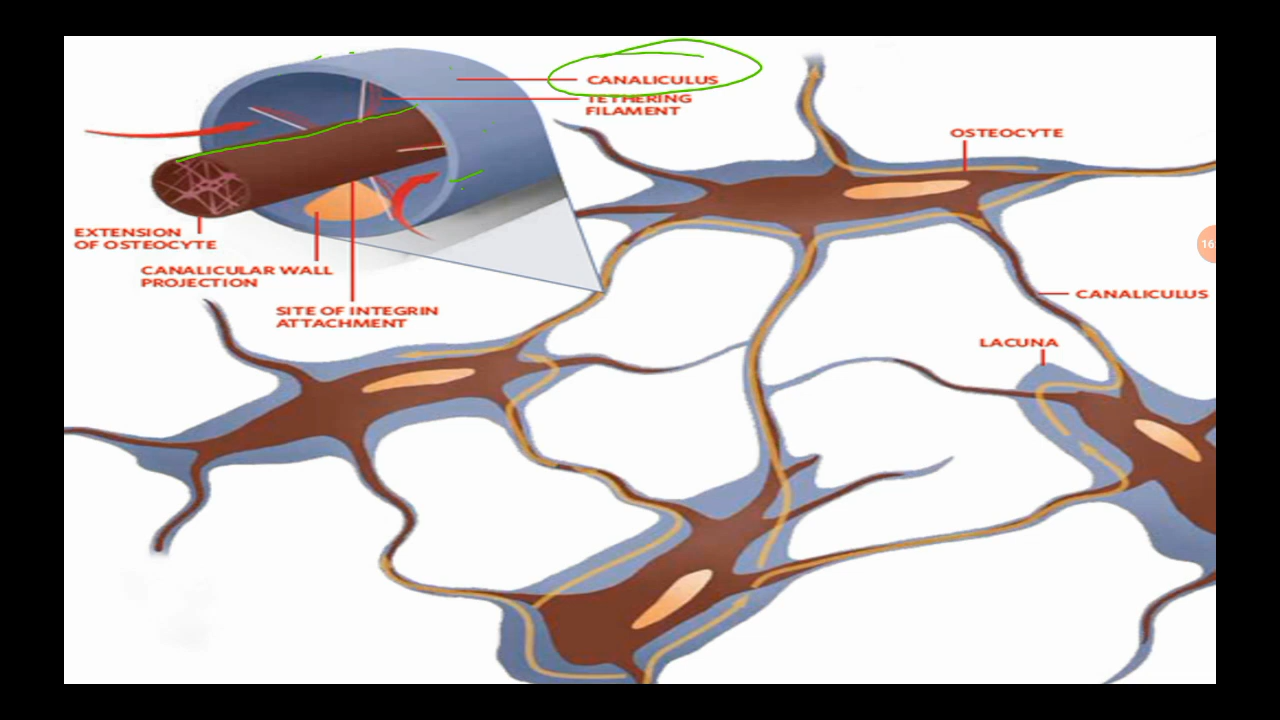 CANALICULUS
TETHERING
FILAMENT
OSTEOCYTE
EXTENSION
OF OSTEOCYTE
CANALICULAR WALL
PROJECTION
SITE OF INTEGRIN
ATTACHMENT
CANALICULUS
LACUNA
16